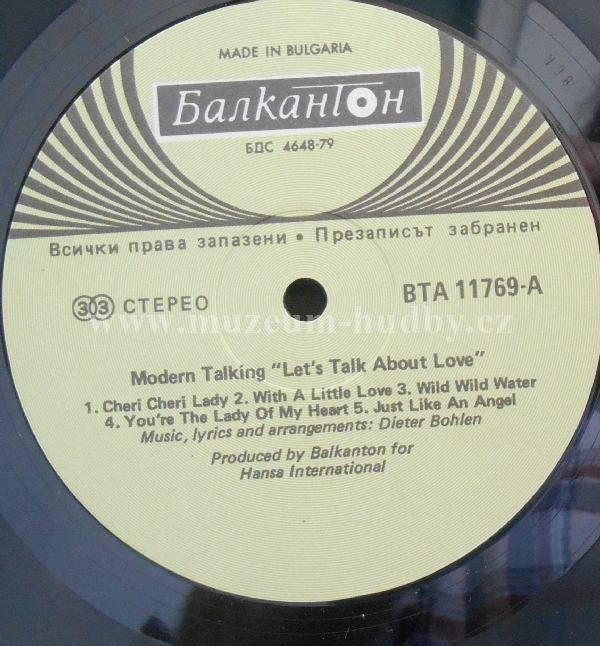 MADE IN BULGARIA
Балкантон
БДС 4648-79
Всички права запазени • Презаписът забранен
33 СТЕРЕО
ВТА 11769-А
www.muzeum-hudby.cz
Modern Talking "Let's Talk About Love"
1. Cheri Cheri Lady 2. With A Little Love 3. Wild Wild Water
4. You're The Lady Of My Heart 5. Just Like An Angel
Music, lyrics and arrangements: Dieter Bohlen
Produced by Balkanton for
Hansa International